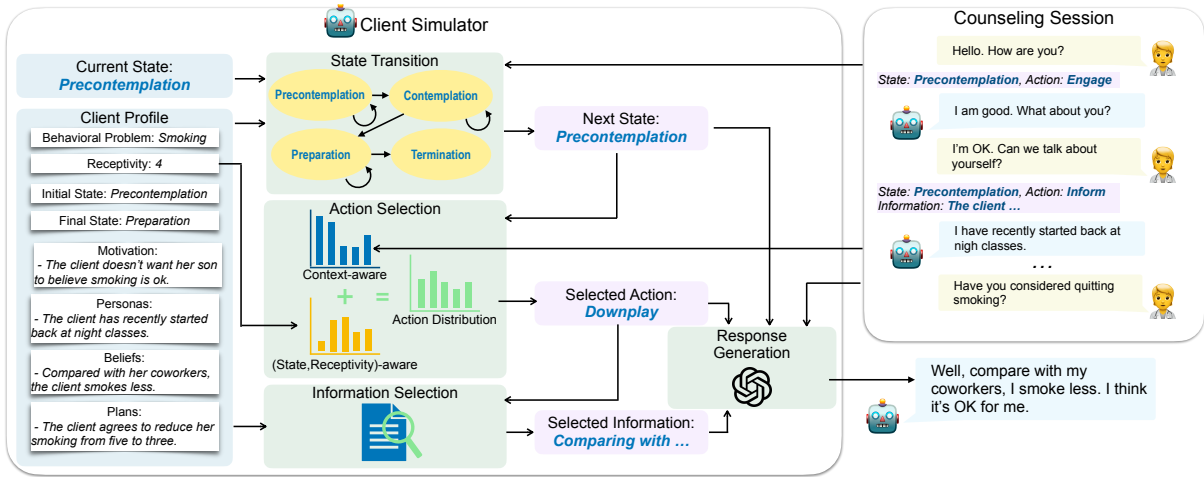 Client Simulator
Current State:
Precontemplation
Client Profile
Behavioral Problem: Smoking
Receptivity: 4
Initial State: Precontemplation
Final State: Preparation
Motivation:
- The client doesn't want her son
to believe smoking is ok.
Personas:
- The client has recently started
back at night classes.
Beliefs:
- Compared with her coworkers,
the client smokes less.
Plans:
- The client agrees to reduce her
smoking from five to three.
State Transition
Precontemplation
Contemplation
Preparation
Termination
Action Selection
Context-aware
+
=
Action Distribution
(State,Receptivity)-aware
Information Selection
Next State:
Precontemplation
Selected Action:
Downplay
Selected Information:
Comparing with ...
Response
Generation
Counseling Session
Hello. How are you?
State: Precontemplation, Action: Engage
I am good. What about you?
I'm OK. Can we talk about
yourself?
State: Precontemplation, Action: Inform
Information: The client ...
I have recently started back at
nigh classes.
...
Have you considered quitting
smoking?
Well, compare with my
coworkers, I smoke less. I think
it's OK for me.